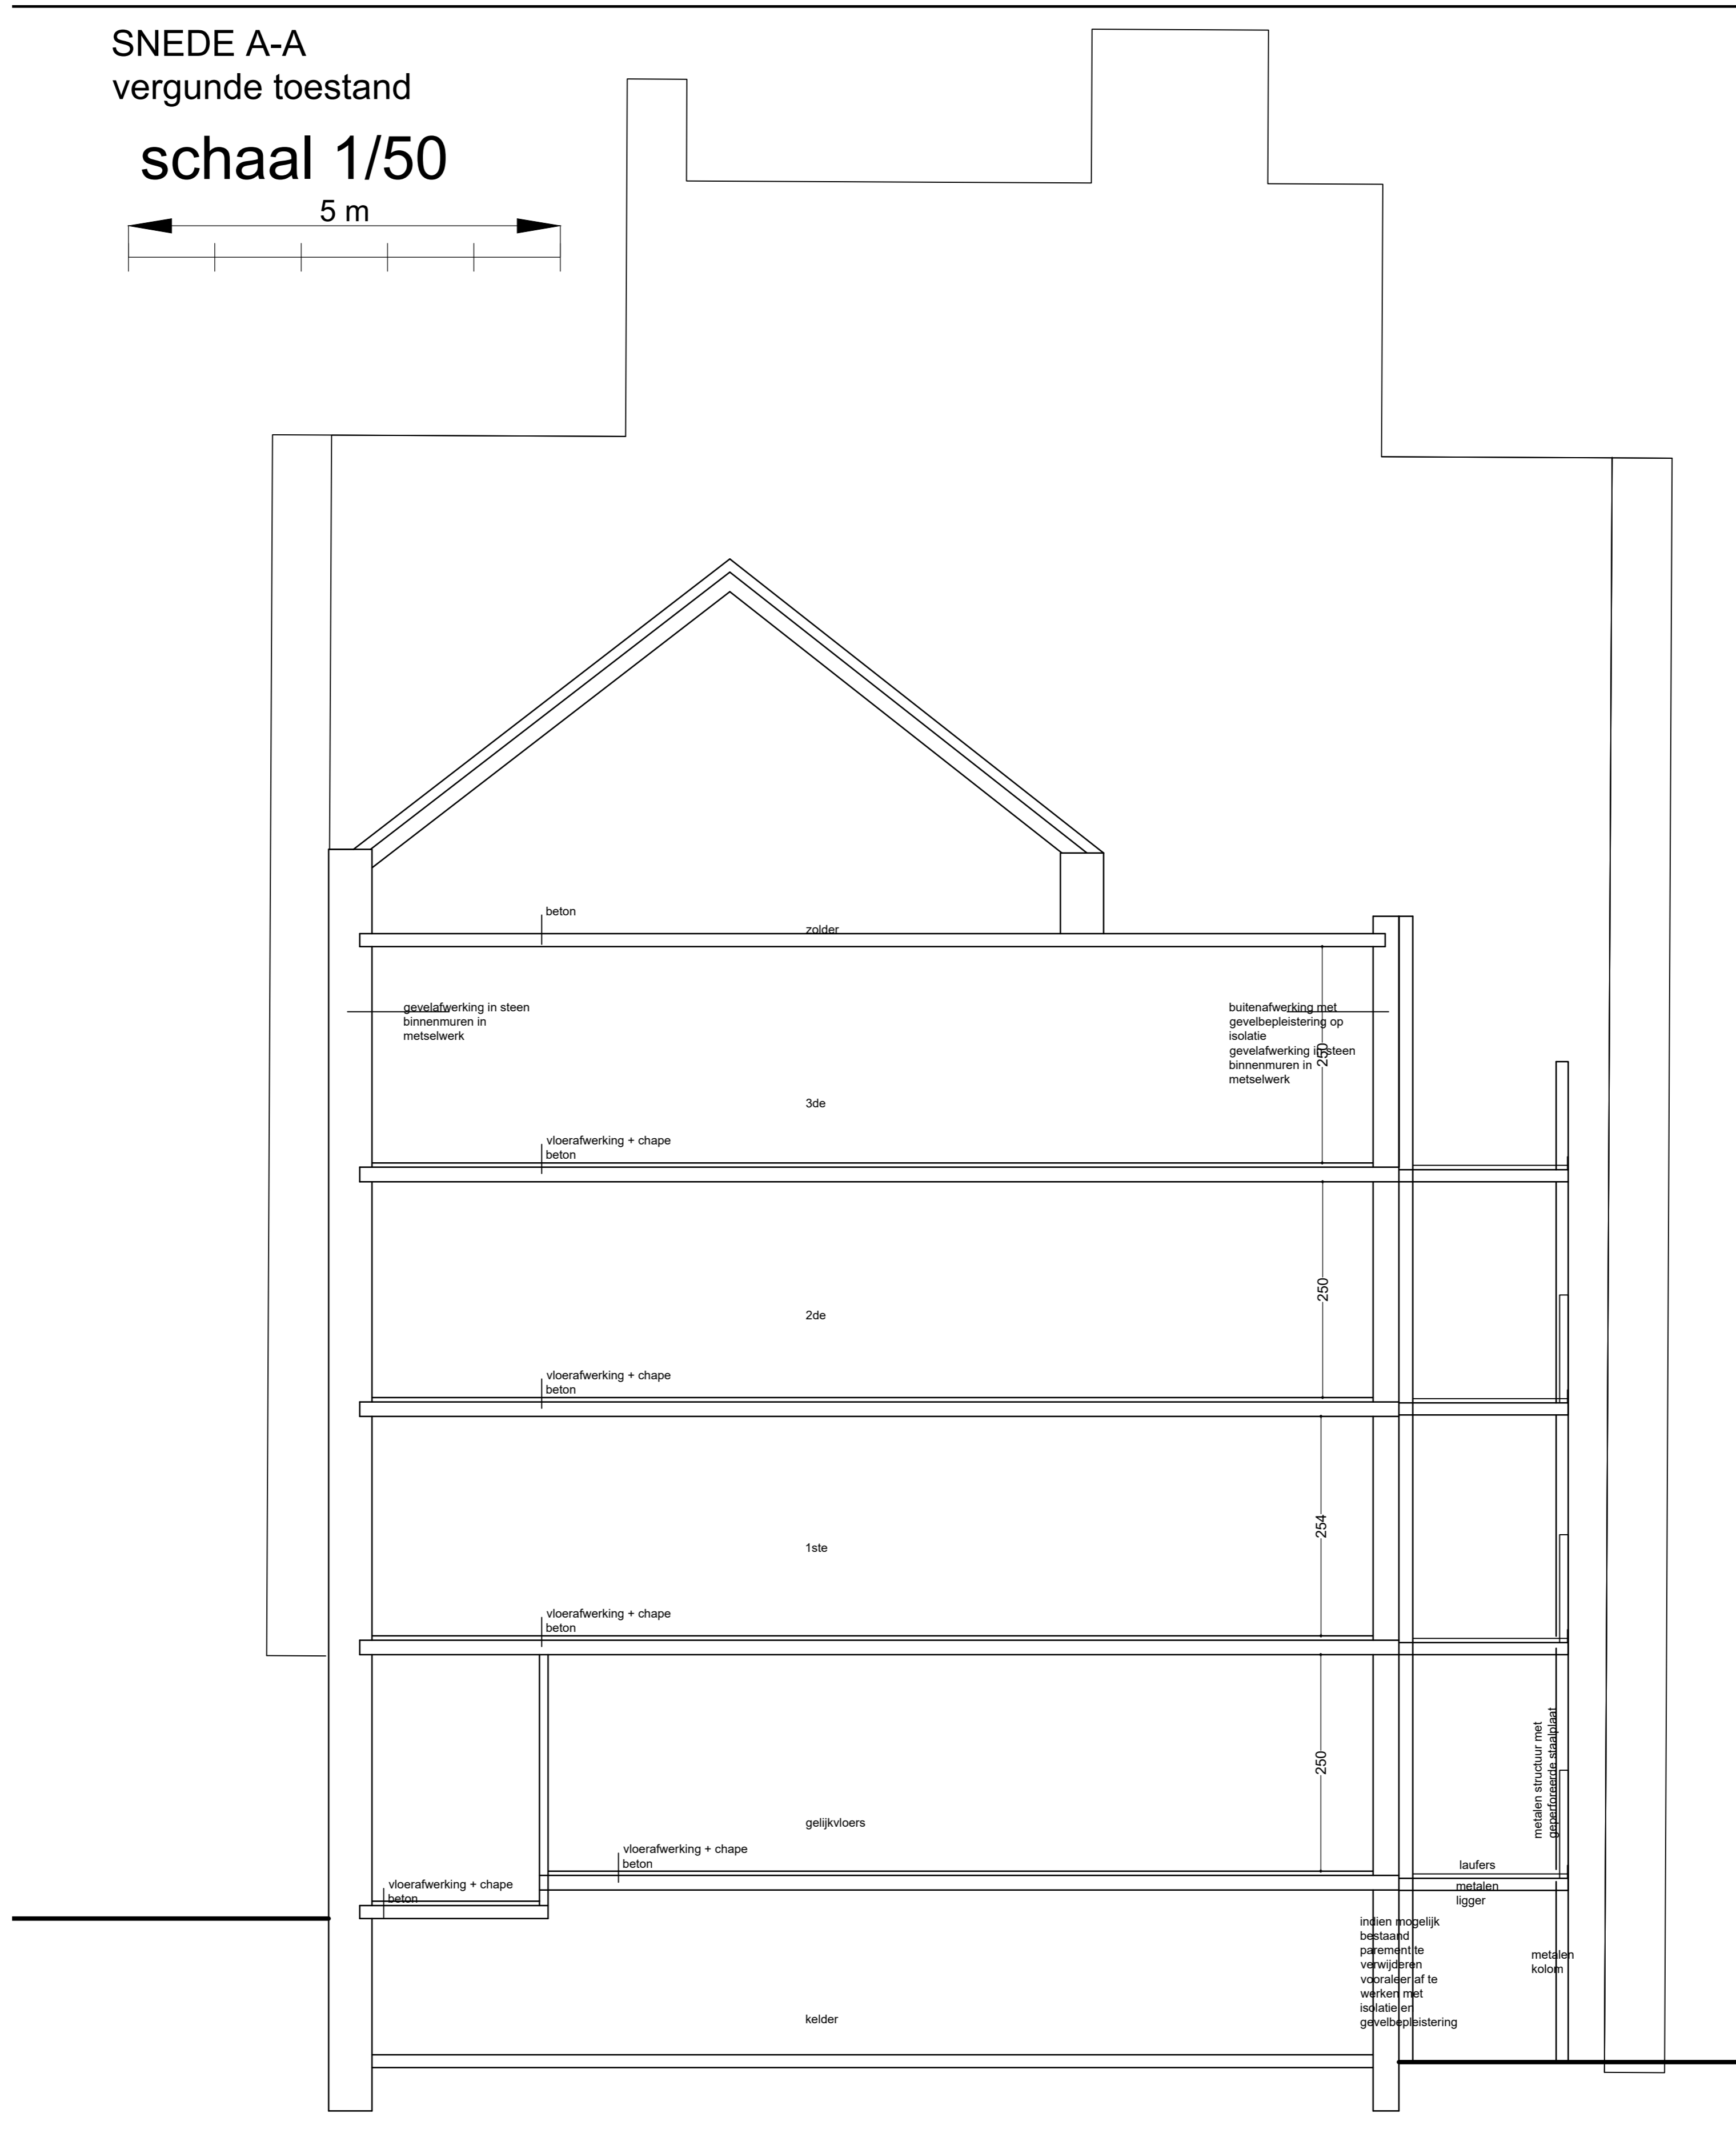 SNEDE A-A
vergunde toestand
schaal 1/50
5 m
beton
zolder
gevelafwerking in steen
binnenmuren in
metselwerk
buitenafwerking met
gevelbepleistering op
isolatie
gevelafwerking in steen
binnenmuren in
metselwerk
250
3de
vloerafwerking + chape
beton
250
2de
vloerafwerking + chape
beton
254
1ste
vloerafwerking + chape
beton
250
metalen structuur met
geperforeerde staalplaat
gelijkvloers
vloerafwerking + chape
beton
laufers
vloerafwerking + chape
beton
metalen
ligger
indien mogelijk
bestaand
parement te
verwijderen
vooraleer af te
werken met
isolatie en
gevelbepleistering
metalen
kolom
kelder